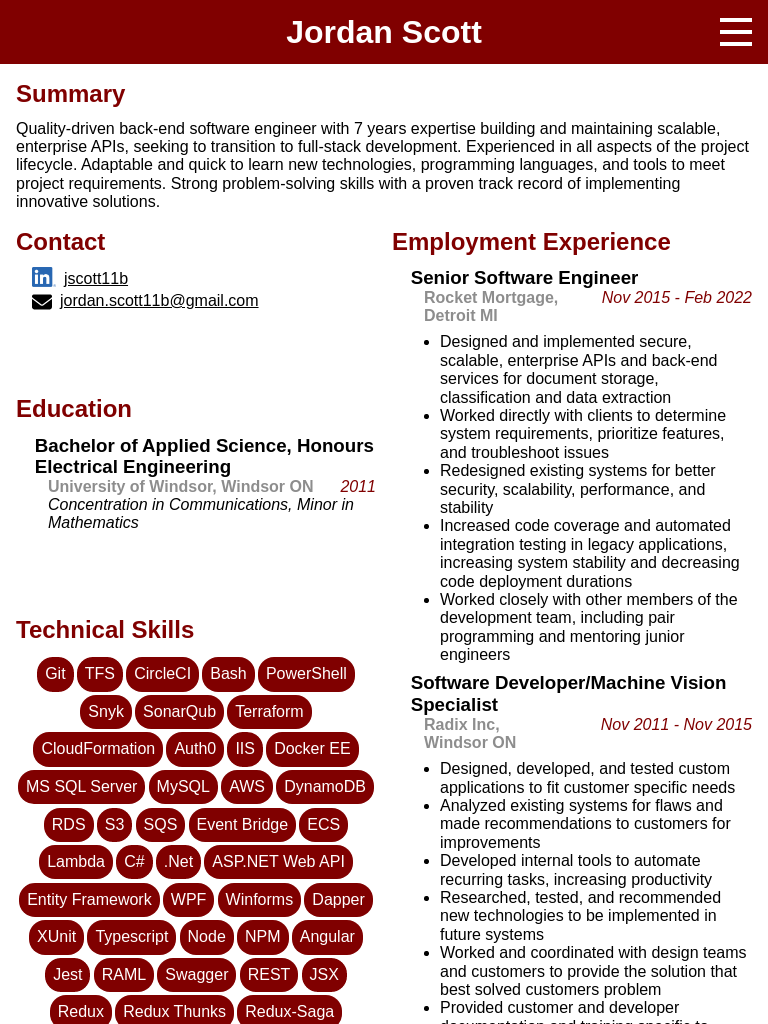 Jordan Scott
Summary
Quality-driven back-end software engineer with 7 years expertise building and maintaining scalable,
enterprise APIs, seeking to transition to full-stack development. Experienced in all aspects of the project
lifecycle. Adaptable and quick to learn new technologies, programming languages, and tools to meet
project requirements. Strong problem-solving skills with a proven track record of implementing
innovative solutions.
Contact
jscott11b
jordan.scott11b@gmail.com
Education
Bachelor of Applied Science, Honours
Electrical Engineering
University of Windsor, Windsor ON 2011
Concentration in Communications, Minor in
Mathematics
Technical Skills
Git TFS CircleCI Bash PowerShell
Snyk SonarQub Terraform
CloudFormation Auth0 IIS Docker EE
MS SQL Server MySQL AWS DynamoDB
RDS S3 SQS Event Bridge ECS
Lambda C# .Net ASP.NET Web API
Entity Framework WPF Winforms Dapper
XUnit Typescript Node NPM Angular
Jest RAML Swagger REST JSX
Redux Redux Thunks Redux-Saga
Employment Experience
Senior Software Engineer
Rocket Mortgage, Nov 2015 - Feb 2022
Detroit MI
• Designed and implemented secure,
scalable, enterprise APIs and back-end
services for document storage,
classification and data extraction
• Worked directly with clients to determine
system requirements, prioritize features,
and troubleshoot issues
• Redesigned existing systems for better
security, scalability, performance, and
stability
• Increased code coverage and automated
integration testing in legacy applications,
increasing system stability and decreasing
code deployment durations
• Worked closely with other members of the
development team, including pair
programming and mentoring junior
engineers
Software Developer/Machine Vision
Specialist
Radix Inc, Nov 2011 - Nov 2015
Windsor ON
• Designed, developed, and tested custom
applications to fit customer specific needs
• Analyzed existing systems for flaws and
made recommendations to customers for
improvements
• Developed internal tools to automate
recurring tasks, increasing productivity
• Researched, tested, and recommended
new technologies to be implemented in
future systems
• Worked and coordinated with design teams
and customers to provide the solution that
best solved customers problem
• Provided customer and developer
documentation and training specific to